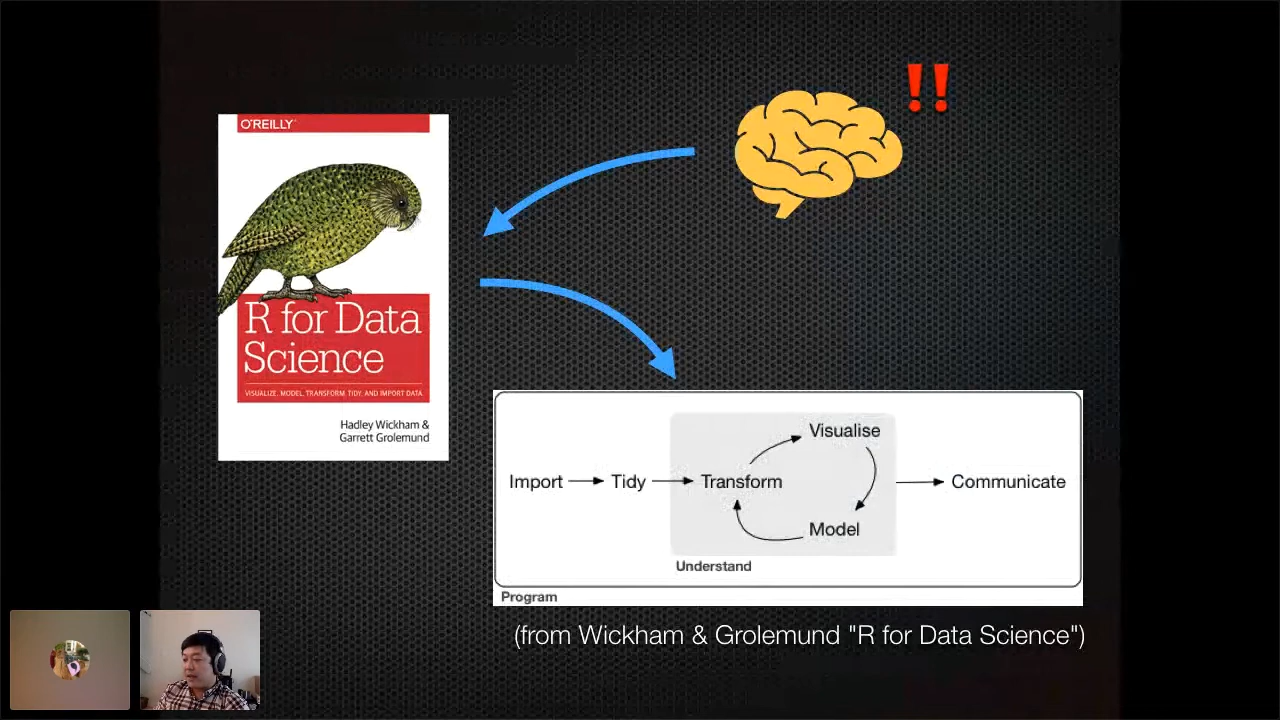 O'REILLY
R for Data
Science
VISUALIZE, MODEL, TRANSFORM, TIDY, AND IMPORT DATA
Hadley Wickham &
Garrett Grolemund
Visualise
Import
Tidy
Transform
Communicate
Model
Understand
Program
(from Wickham & Grolemund "R for Data Science")